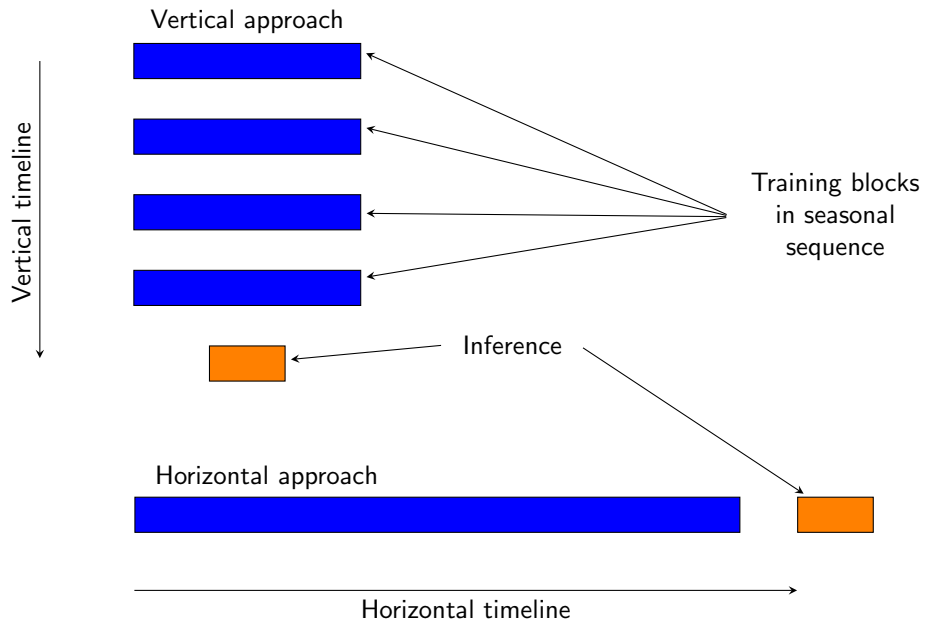 Vertical approach
Vertical timeline
Training blocks
in seasonal
sequence
Inference
Horizontal approach
Horizontal timeline